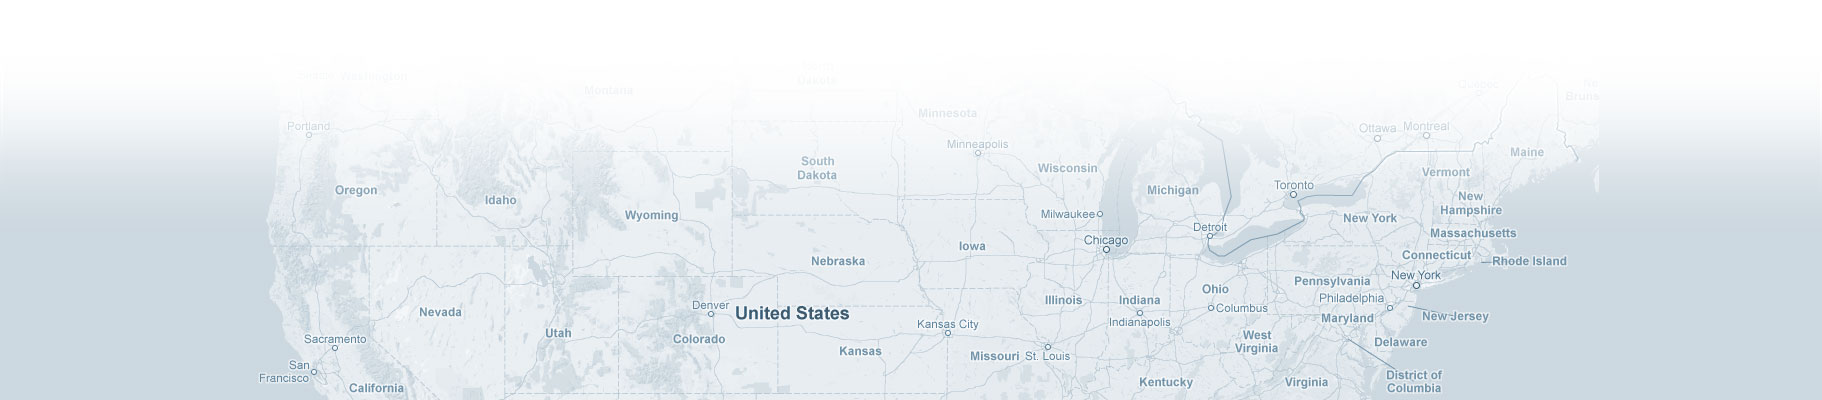 Seattle
Washington
North
Dakota
Montana
Québec
Minnesota
Portland
Ottawa
Montreal
Minneapolis
Maine
South
Dakota
Wisconsin
Vermont
Oregon
Idaho
Michigan
Toronto
New
Hampshire
Wyoming
Milwaukee
New York
Detroit
Massachusetts
Chicago
Iowa
Connecticut
Nebraska
Rhode Island
New York
Pennsylvania
Ohio
Illinois
Indiana
Philadelphia
Denver
Columbus
Nevada
United States
Maryland
New Jersey
Kansas City
Indianapolis
Utah
Sacramento
Colorado
West
Virginia
Delaware
Kansas
Missouri
St. Louis
San
Francisco
District of
Columbia
California
Kentucky
Virginia